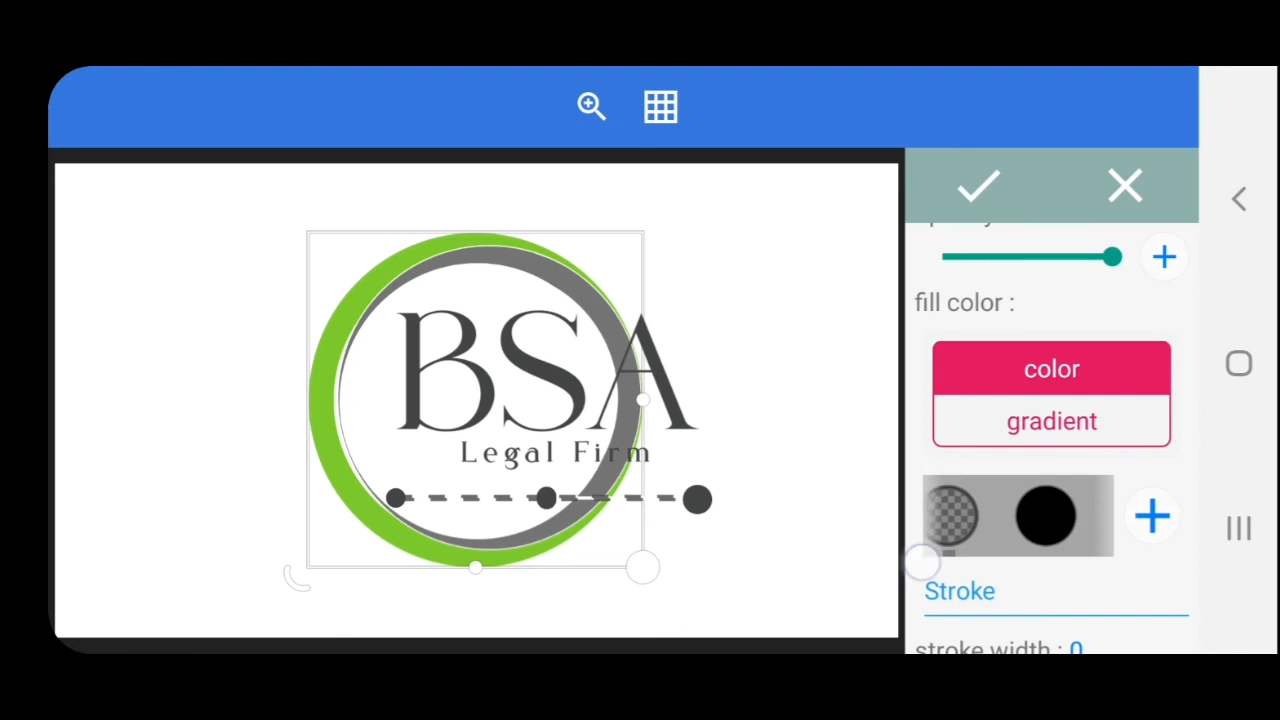 fill color :
color
gradient
BSA
Legal Firm
Stroke
stroke width : 0